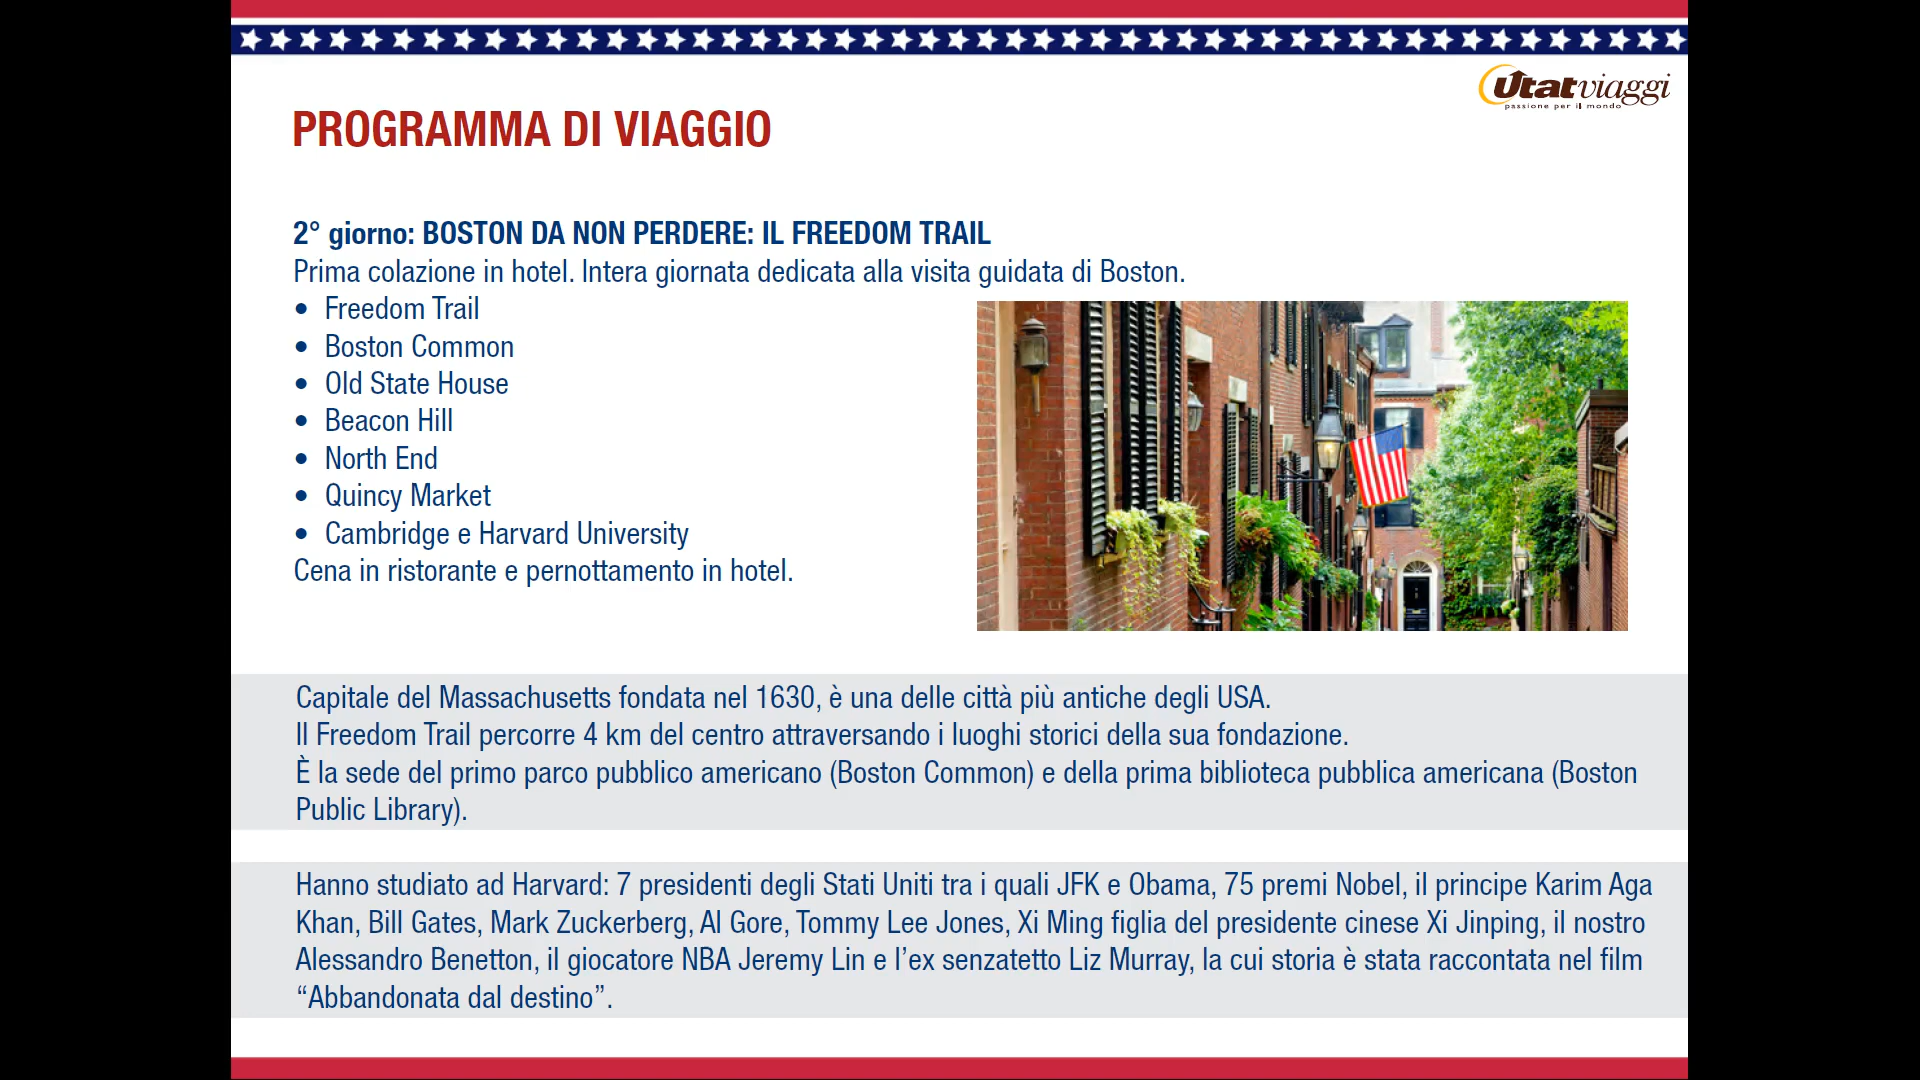 Utat viaggi
passione per il mondo
PROGRAMMA DI VIAGGIO
2° giorno: BOSTON DA NON PERDERE: IL FREEDOM TRAIL
Prima colazione in hotel. Intera giornata dedicata alla visita guidata di Boston.
• Freedom Trail
• Boston Common
• Old State House
• Beacon Hill
• North End
• Quincy Market
• Cambridge e Harvard University
Cena in ristorante e pernottamento in hotel.
Capitale del Massachusetts fondata nel 1630, è una delle città più antiche degli USA.
Il Freedom Trail percorre 4 km del centro attraversando i luoghi storici della sua fondazione.
È la sede del primo parco pubblico americano (Boston Common) e della prima biblioteca pubblica americana (Boston
Public Library).
Hanno studiato ad Harvard: 7 presidenti degli Stati Uniti tra i quali JFK e Obama, 75 premi Nobel, il principe Karim Aga
Khan, Bill Gates, Mark Zuckerberg, Al Gore, Tommy Lee Jones, Xi Ming figlia del presidente cinese Xi Jinping, il nostro
Alessandro Benetton, il giocatore NBA Jeremy Lin e l’ex senzatetto Liz Murray, la cui storia è stata raccontata nel film
“Abbandonata dal destino”.